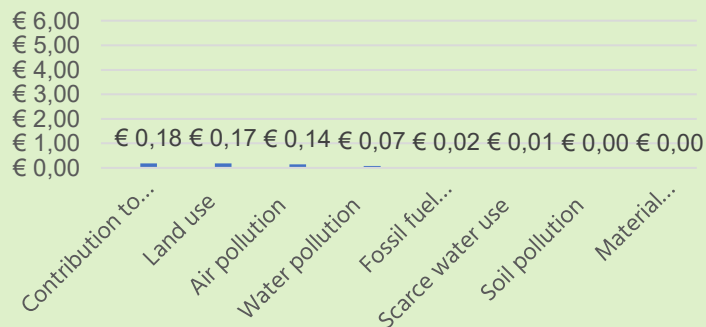 € 6,00
€ 5,00
€ 4,00
€ 3,00
€ 2,00
€ 1,00
€ 0,00
€ 0,18 € 0,17 € 0,14 € 0,07 € 0,02 € 0,01 € 0,00 € 0,00
Contribution to...
Land use
Air pollution
Water pollution
Fossil fuel...
Scarce water use
Soil pollution
Material...